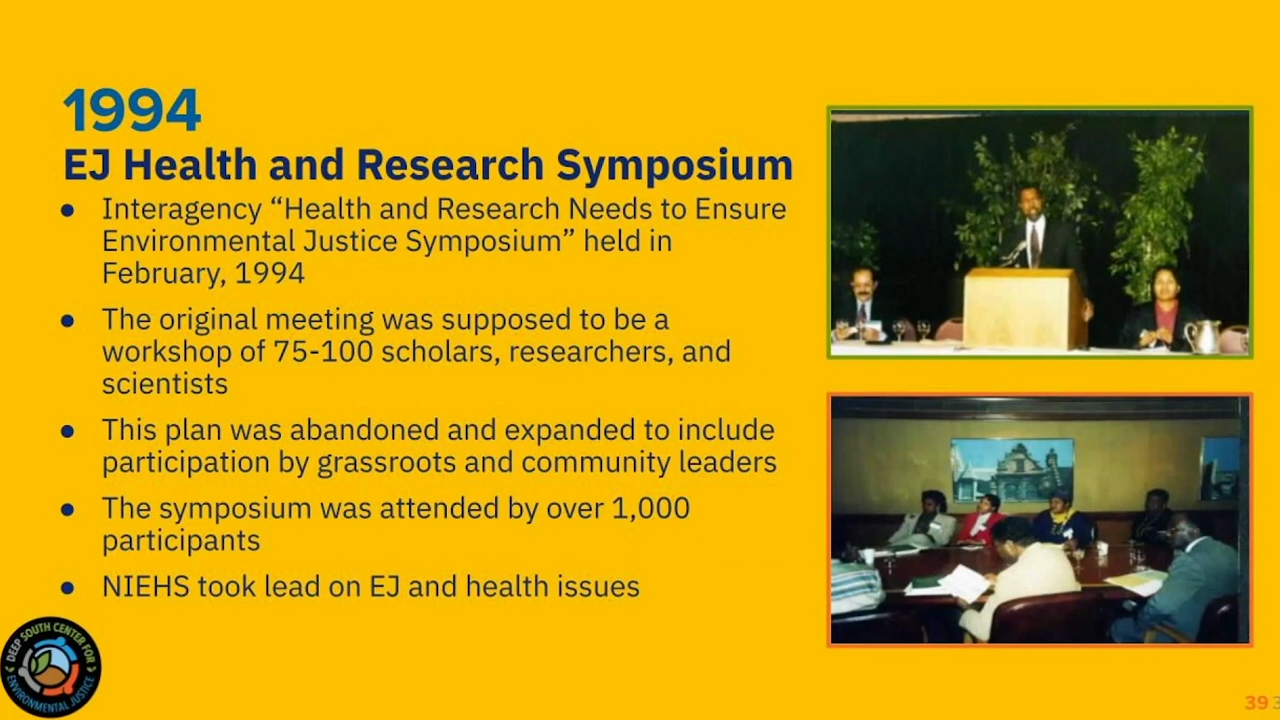 1994
EJ Health and Research Symposium
● Interagency “Health and Research Needs to Ensure
Environmental Justice Symposium” held in
February, 1994
● The original meeting was supposed to be a
workshop of 75-100 scholars, researchers, and
scientists
● This plan was abandoned and expanded to include
participation by grassroots and community leaders
● The symposium was attended by over 1,000
participants
● NIEHS took lead on EJ and health issues
DEEP SOUTH CENTER FOR
ENVIRONMENTAL JUSTICE
39